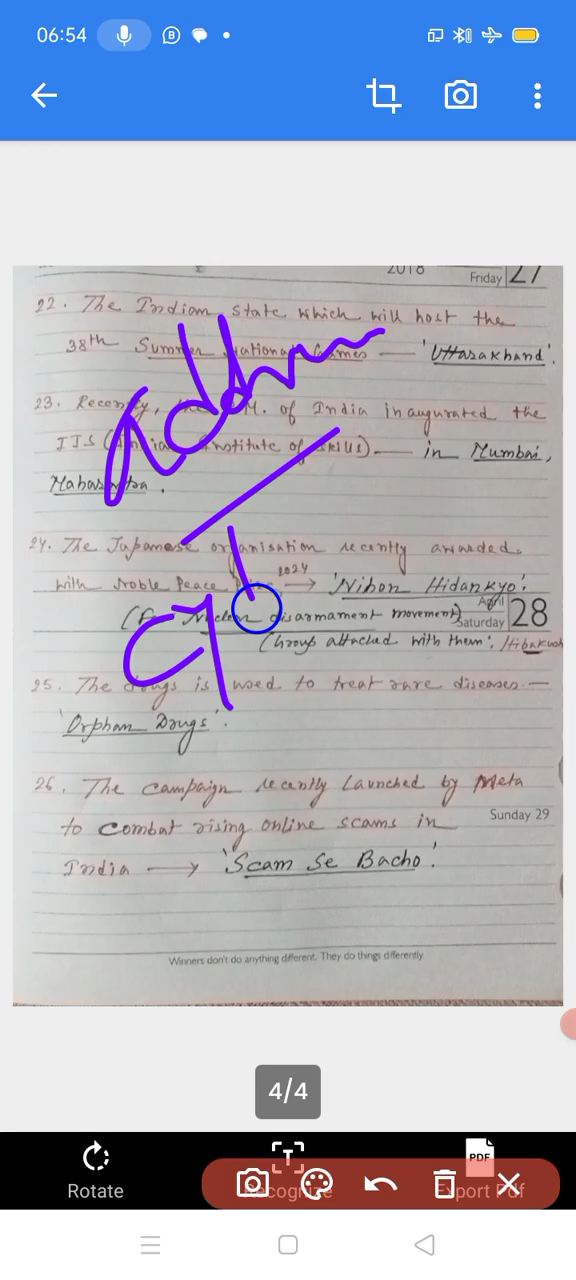 06:54
2018
Friday 27
22. The Indian state which will host the
38th Summer National Games — 'Uttarakhand'.
23. Recently, the P.M. of India inaugurated the
IIS (Indian Institute of Skills) — in Mumbai,
Maharashtra.
24. The Japanese organisation recently awarded
with Noble Peace 2024 → 'Nihon Hidankyo'.
April
Saturday 28
Nuclear disarmament movement)
(Group attached with them: Hibakush
25. The drugs is used to treat rare diseases —
'Orphan Drugs'.
26. The campaign recently launched by Meta
Sunday 29
to combat rising online scams in
India → 'Scam Se Bacho'.
Winners don't do anything different. They do things differently
4/4
Rotate
Recognize
PDF
Export Pdf